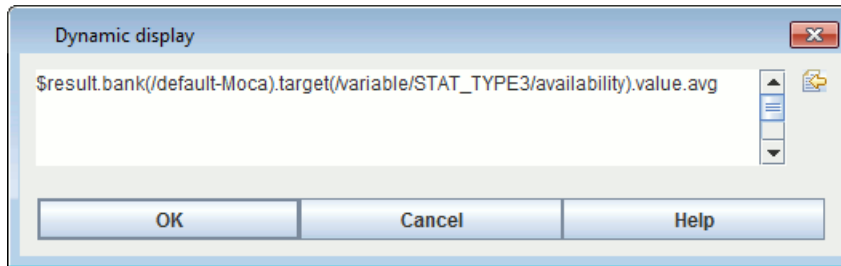 Dynamic display
$result.bank(/default-Moca).target(/variable/STAT_TYPE3/availability).value.avg
OK Cancel Help